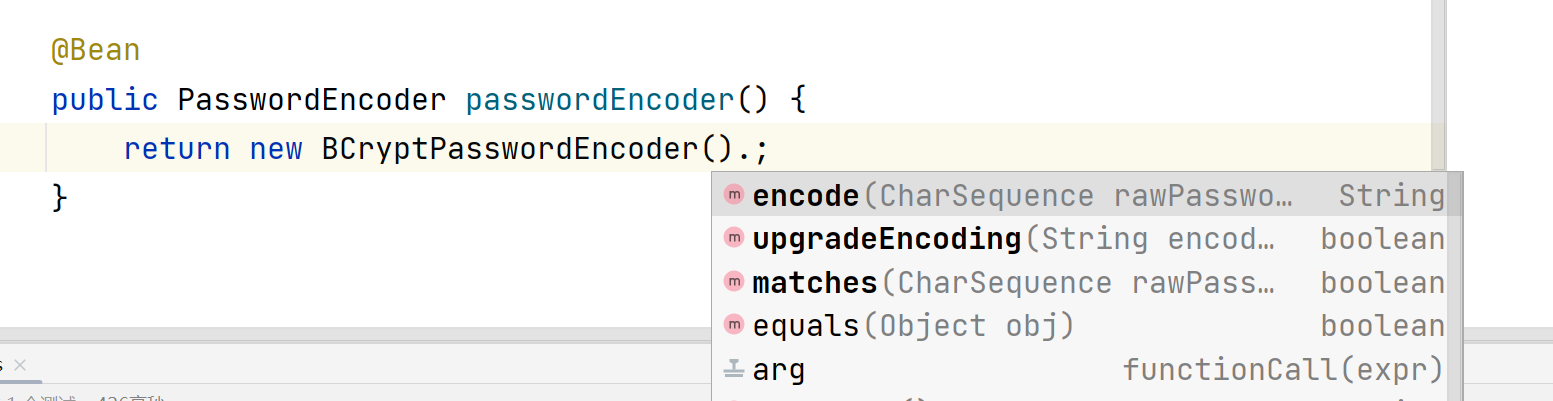 @Bean
public PasswordEncoder passwordEncoder() {
return new BCryptPasswordEncoder().;
}
encode(CharSequence rawPasswo… String
upgradeEncoding(String encod… boolean
matches(CharSequence rawPass… boolean
equals(Object obj) boolean
arg functionCall(expr)